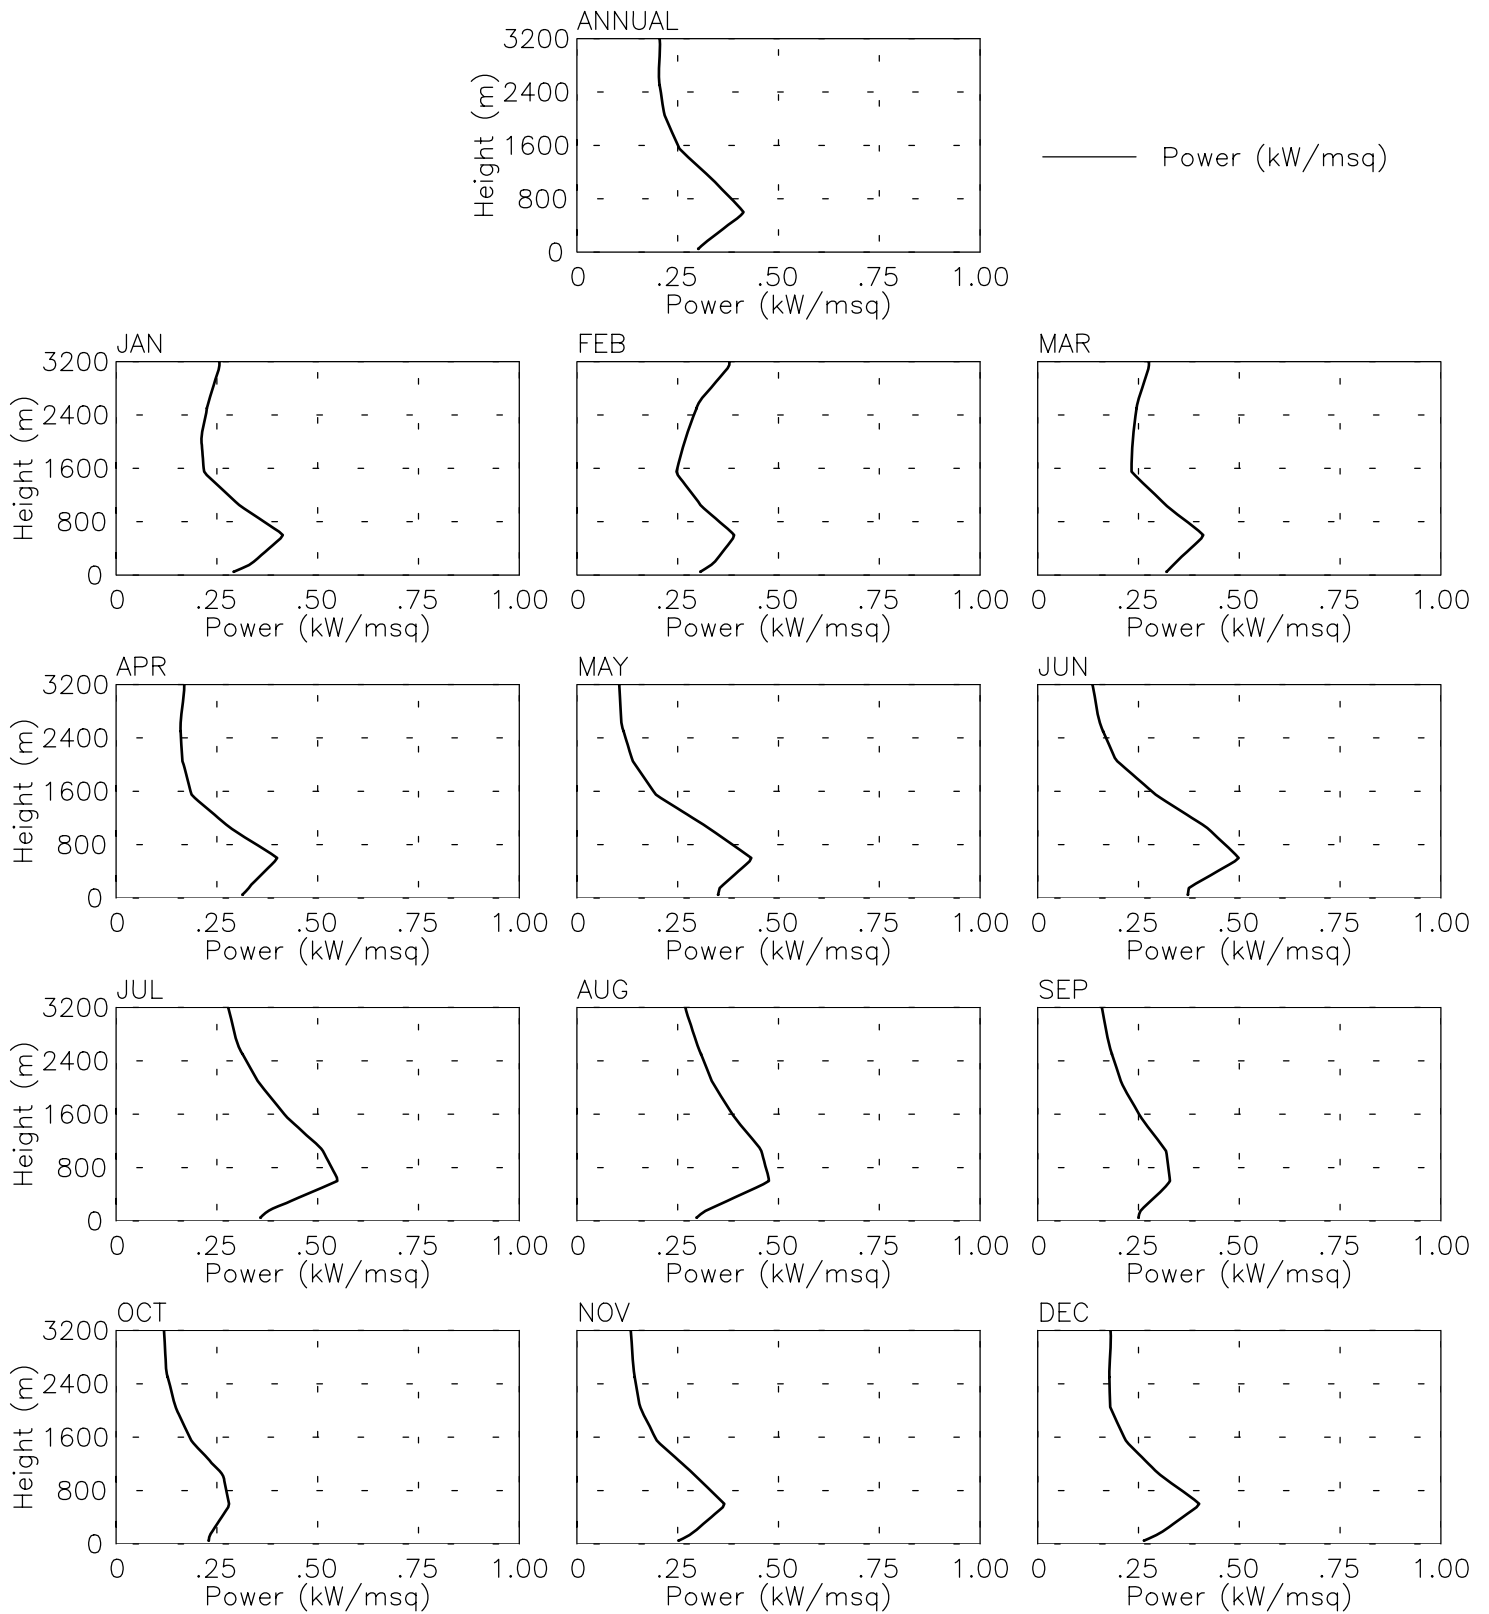 ANNUAL
3200
2400
1600
800
0
Height (m)
0 .25 .50 .75 1.00
Power (kW/msq)
Power (kW/msq)
JAN FEB MAR
3200
2400
1600
800
0
Height (m)
0 .25 .50 .75 1.00 0 .25 .50 .75 1.00 0 .25 .50 .75 1.00
Power (kW/msq) Power (kW/msq) Power (kW/msq)
APR MAY JUN
3200
2400
1600
800
0
Height (m)
0 .25 .50 .75 1.00 0 .25 .50 .75 1.00 0 .25 .50 .75 1.00
Power (kW/msq) Power (kW/msq) Power (kW/msq)
JUL AUG SEP
3200
2400
1600
800
0
Height (m)
0 .25 .50 .75 1.00 0 .25 .50 .75 1.00 0 .25 .50 .75 1.00
Power (kW/msq) Power (kW/msq) Power (kW/msq)
OCT NOV DEC
3200
2400
1600
800
0
Height (m)
0 .25 .50 .75 1.00 0 .25 .50 .75 1.00 0 .25 .50 .75 1.00
Power (kW/msq) Power (kW/msq) Power (kW/msq)